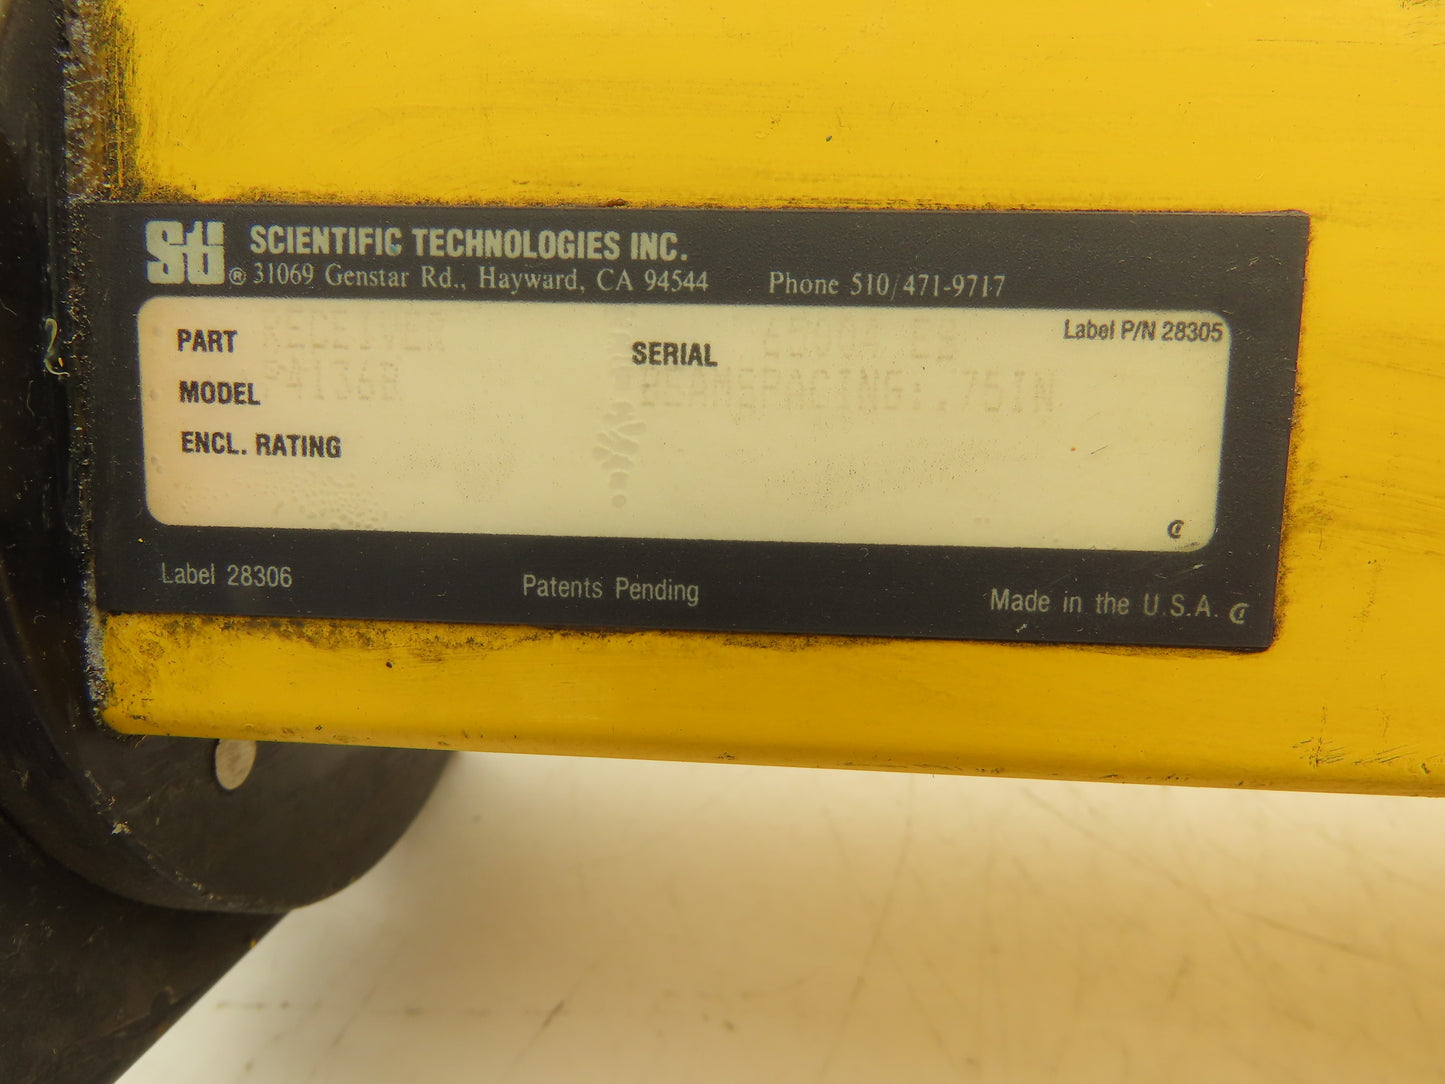 Sti SCIENTIFIC TECHNOLOGIES INC.
® 31069 Genstar Rd., Hayward, CA 94544 Phone 510/471-9717
Label P/N 28305
PART RECEIVER SERIAL
MODEL P4136B BEAMSPACING:.75IN
ENCL. RATING
Label 28306 Patents Pending Made in the U.S.A.